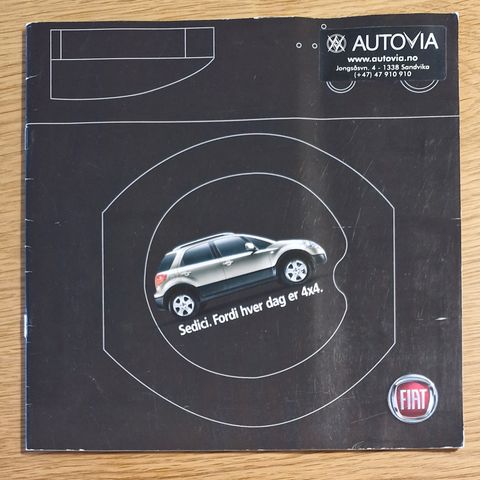 AUTOVIA
www.autovia.no
Jongsåsvn. 4 - 1338 Sandvika
(+47) 47 910 910
Sedici. Fordi hver dag er 4x4.
FIAT